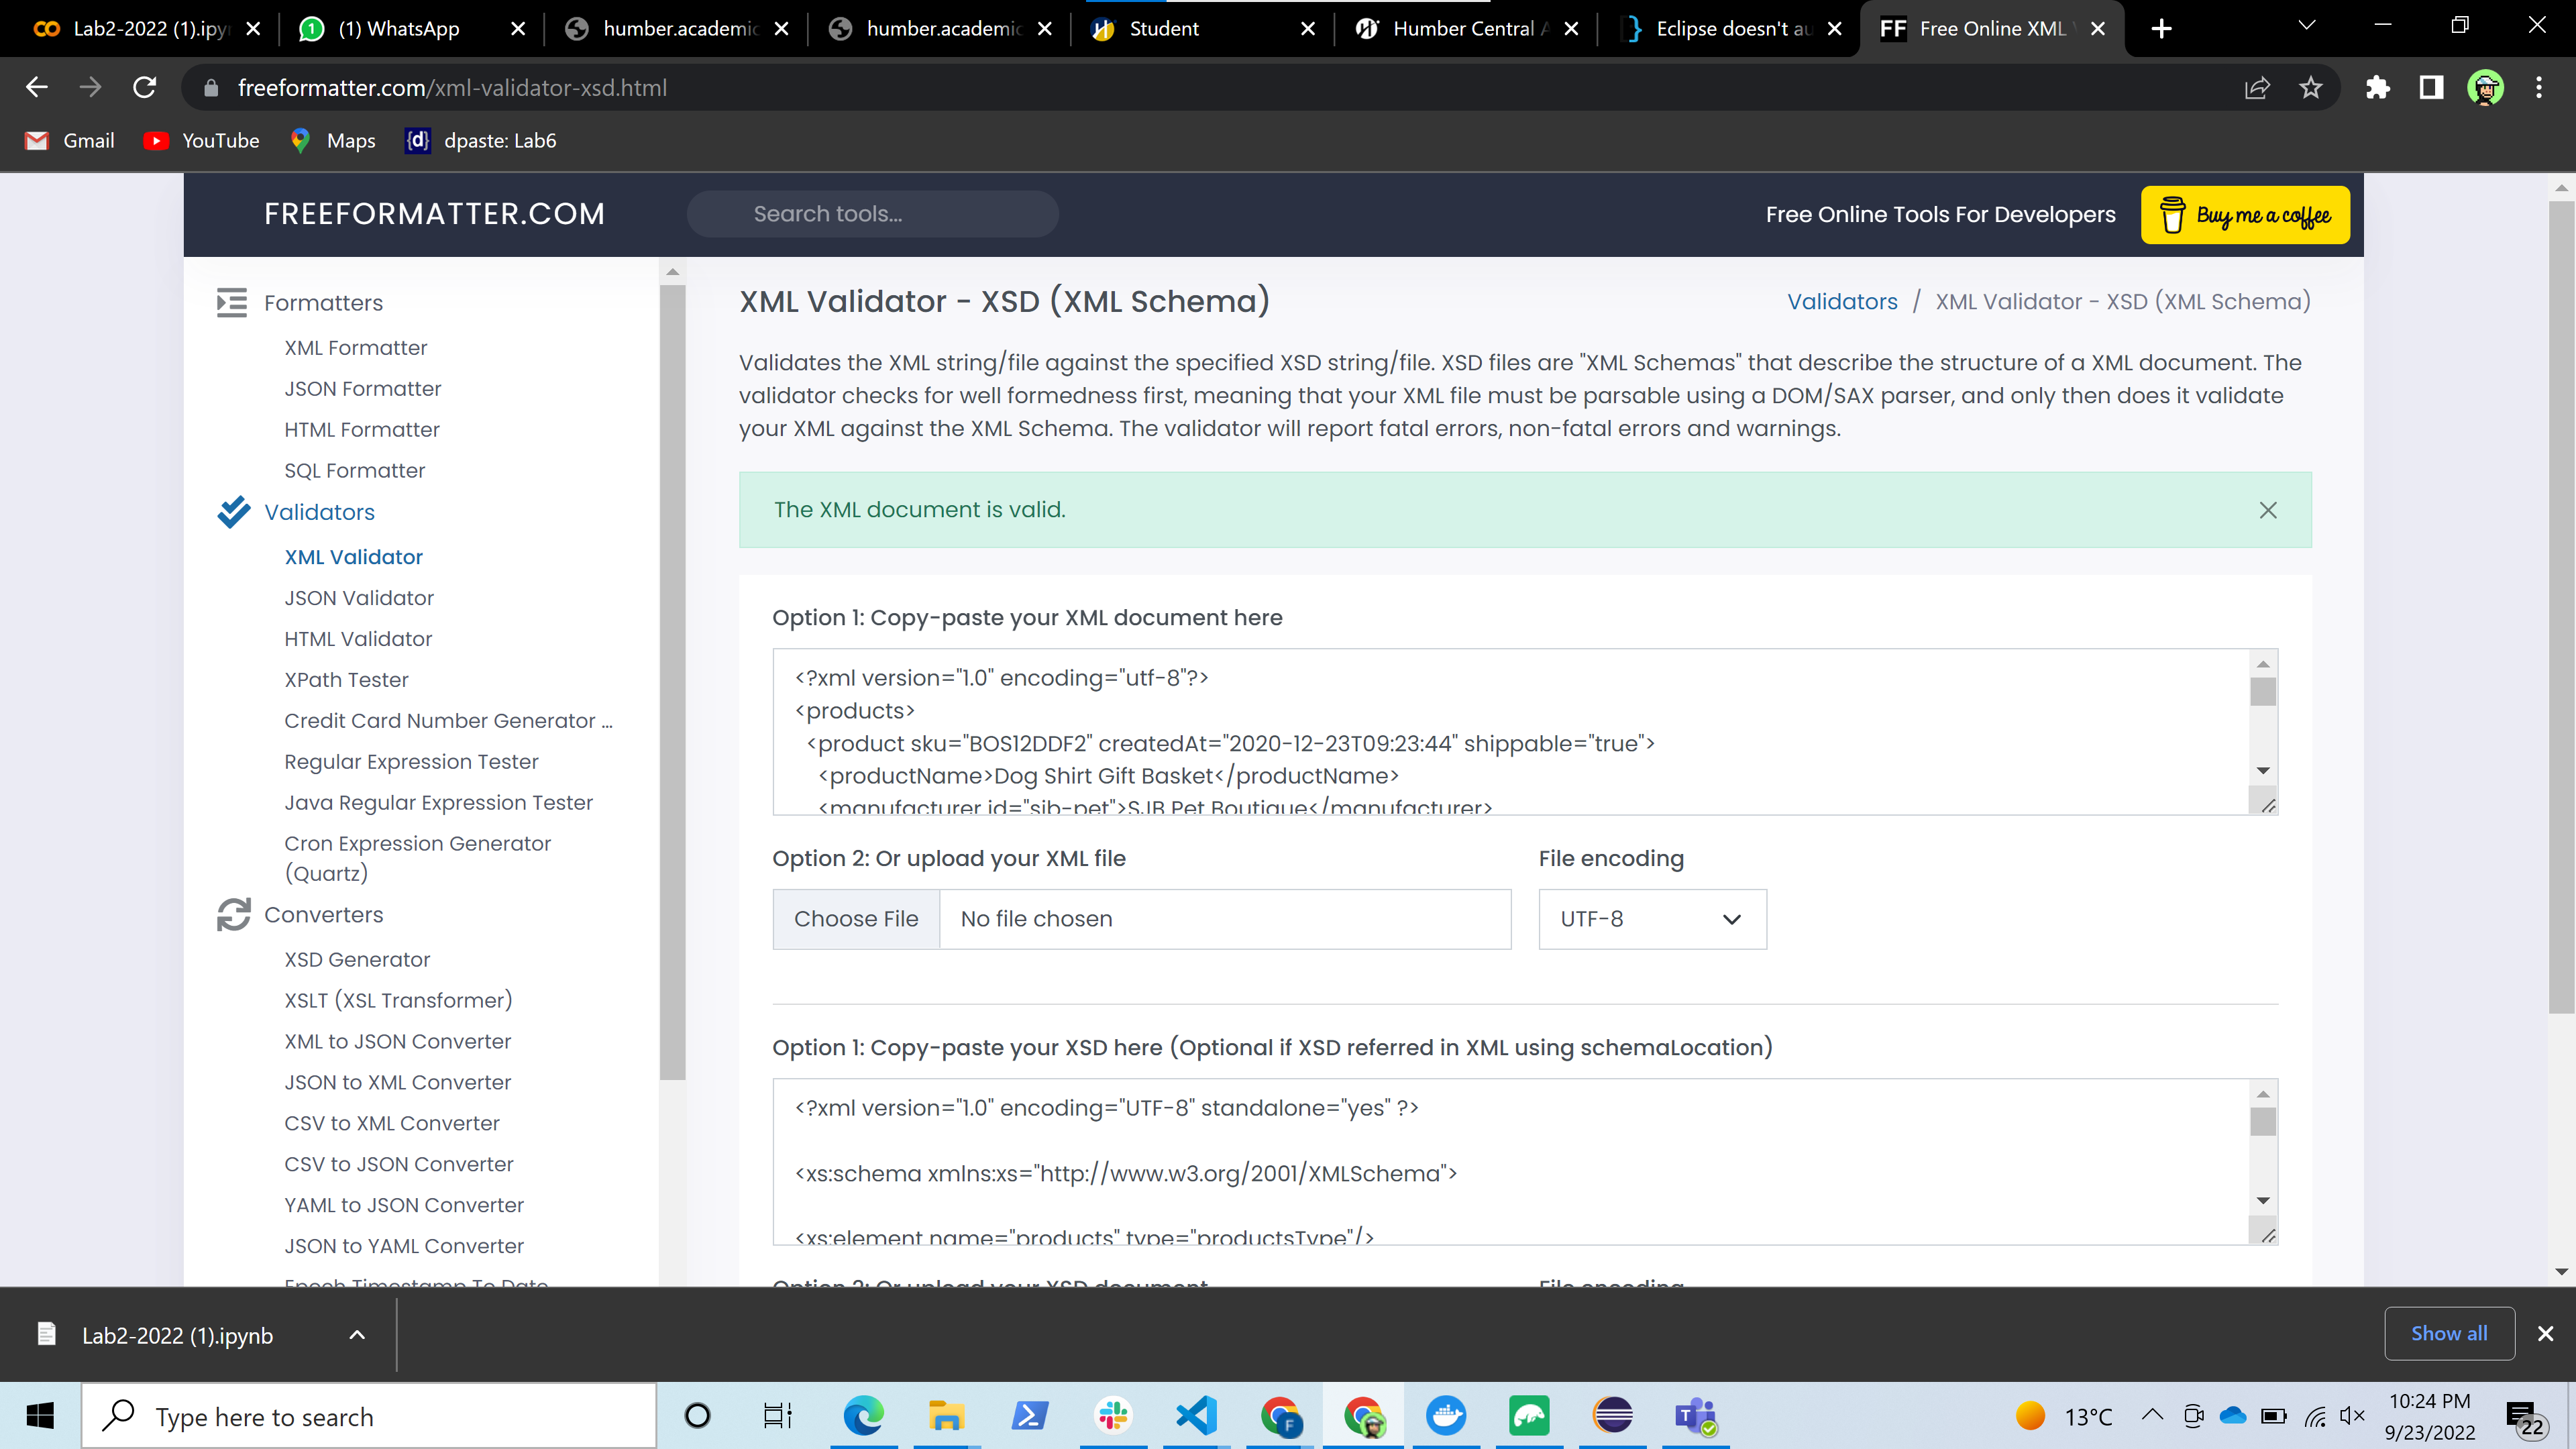 Lab2-2022 (1).ipy
(1) WhatsApp
humber.academic
humber.academic
Student
Humber Central A
Eclipse doesn't au
FF Free Online XML V
freeformatter.com/xml-validator-xsd.html
Gmail
YouTube
Maps
{d} dpaste: Lab6
FREEFORMATTER.COM
Search tools...
Free Online Tools For Developers
Buy me a coffee
Formatters
XML Formatter
JSON Formatter
HTML Formatter
SQL Formatter
Validators
XML Validator
JSON Validator
HTML Validator
XPath Tester
Credit Card Number Generator ...
Regular Expression Tester
Java Regular Expression Tester
Cron Expression Generator
(Quartz)
Converters
XSD Generator
XSLT (XSL Transformer)
XML to JSON Converter
JSON to XML Converter
CSV to XML Converter
CSV to JSON Converter
YAML to JSON Converter
JSON to YAML Converter
Epoch Timestamp To Date
XML Validator - XSD (XML Schema)
Validators / XML Validator - XSD (XML Schema)
Validates the XML string/file against the specified XSD string/file. XSD files are "XML Schemas" that describe the structure of a XML document. The
validator checks for well formedness first, meaning that your XML file must be parsable using a DOM/SAX parser, and only then does it validate
your XML against the XML Schema. The validator will report fatal errors, non-fatal errors and warnings.
The XML document is valid.
Option 1: Copy-paste your XML document here
<?xml version="1.0" encoding="utf-8"?>
<products>
<product sku="BOS12DDF2" createdAt="2020-12-23T09:23:44" shippable="true">
<productName>Dog Shirt Gift Basket</productName>
<manufacturer id="sjb-pet">SJB Pet Boutique</manufacturer>
Option 2: Or upload your XML file
File encoding
Choose File
No file chosen
UTF-8
Option 1: Copy-paste your XSD here (Optional if XSD referred in XML using schemaLocation)
<?xml version="1.0" encoding="UTF-8" standalone="yes" ?>
<xs:schema xmlns:xs="http://www.w3.org/2001/XMLSchema">
<xs:element name="products" type="productsType"/>
Option 2: Or upload your XSD document
File encoding
Lab2-2022 (1).ipynb
Show all
Type here to search
13°C
10:24 PM
9/23/2022
22